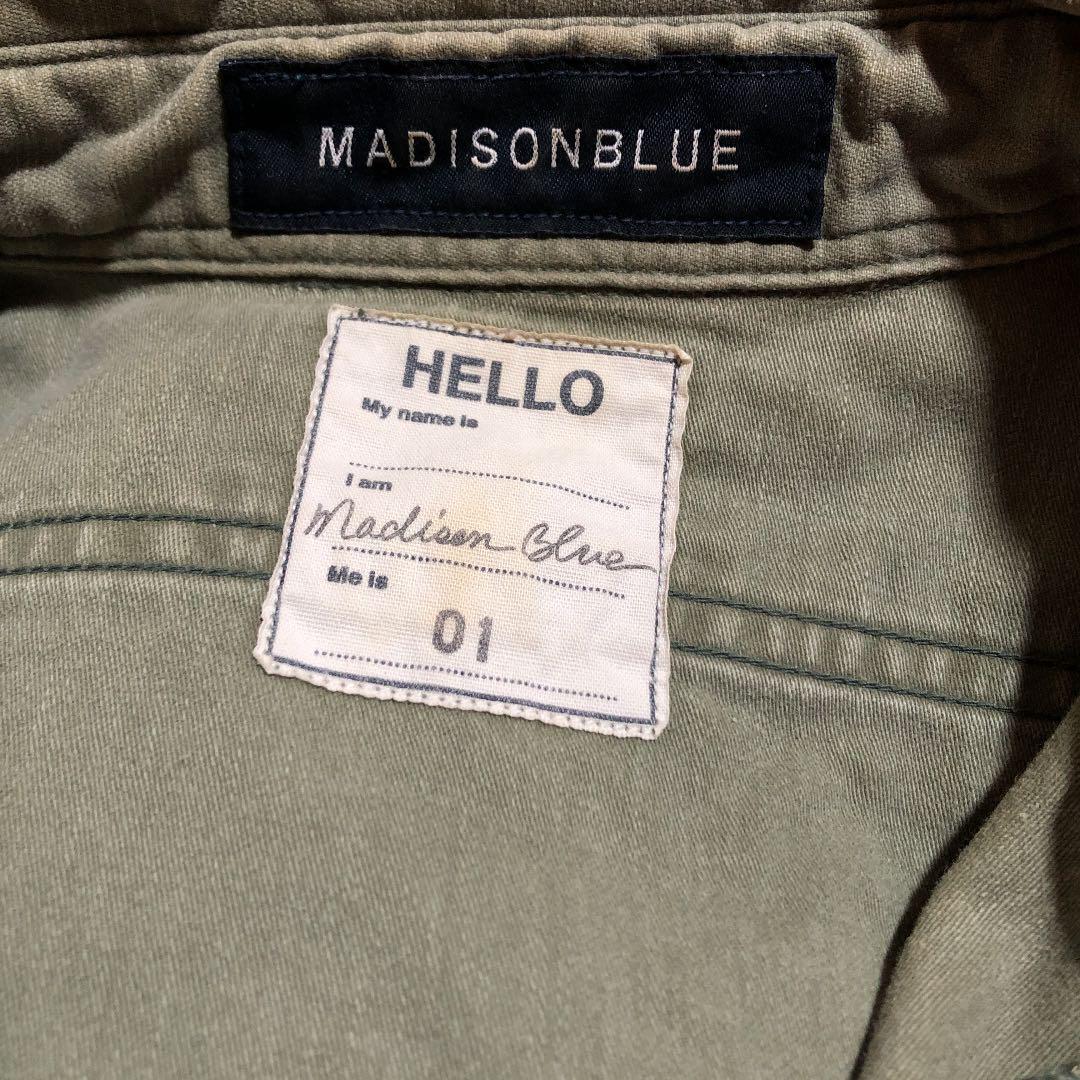 MADISONBLUE
HELLO
My name is
I am
Madison Blue
Me is
01